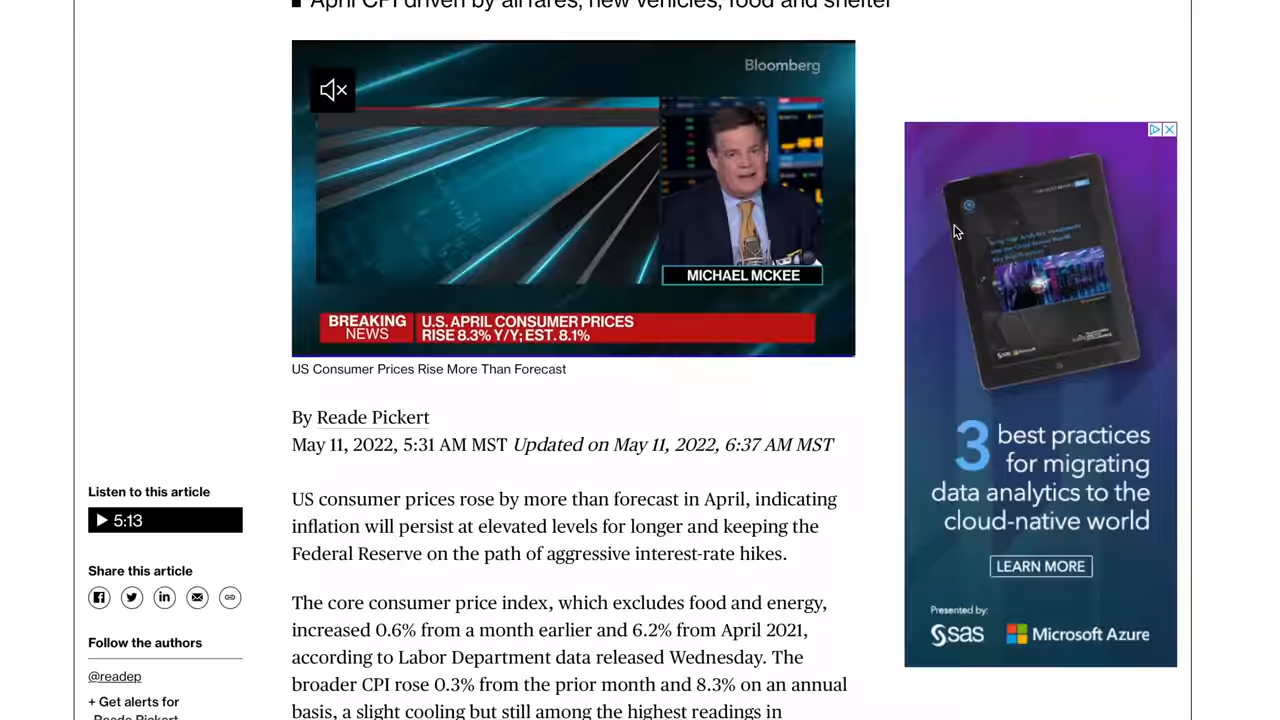 April CPI driven by airfares, new vehicles, food and shelter
Bloomberg
MICHAEL MCKEE
BREAKING
NEWS
U.S. APRIL CONSUMER PRICES
RISE 8.3% Y/Y; EST. 8.1%
US Consumer Prices Rise More Than Forecast
By Reade Pickert
May 11, 2022, 5:31 AM MST Updated on May 11, 2022, 6:37 AM MST
Listen to this article
5:13
Share this article
Follow the authors
@readep
+ Get alerts for
Reade Pickert
US consumer prices rose by more than forecast in April, indicating
inflation will persist at elevated levels for longer and keeping the
Federal Reserve on the path of aggressive interest-rate hikes.
The core consumer price index, which excludes food and energy,
increased 0.6% from a month earlier and 6.2% from April 2021,
according to Labor Department data released Wednesday. The
broader CPI rose 0.3% from the prior month and 8.3% on an annual
basis, a slight cooling but still among the highest readings in
3 best practices
for migrating
data analytics to the
cloud-native world
LEARN MORE
Presented by:
sas
Microsoft Azure